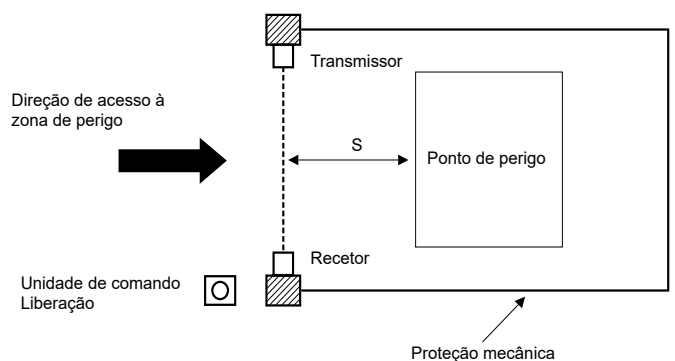 Transmissor
Direção de acesso à
zona de perigo
S
Ponto de perigo
Recetor
Unidade de comando
Liberação
Proteção mecânica